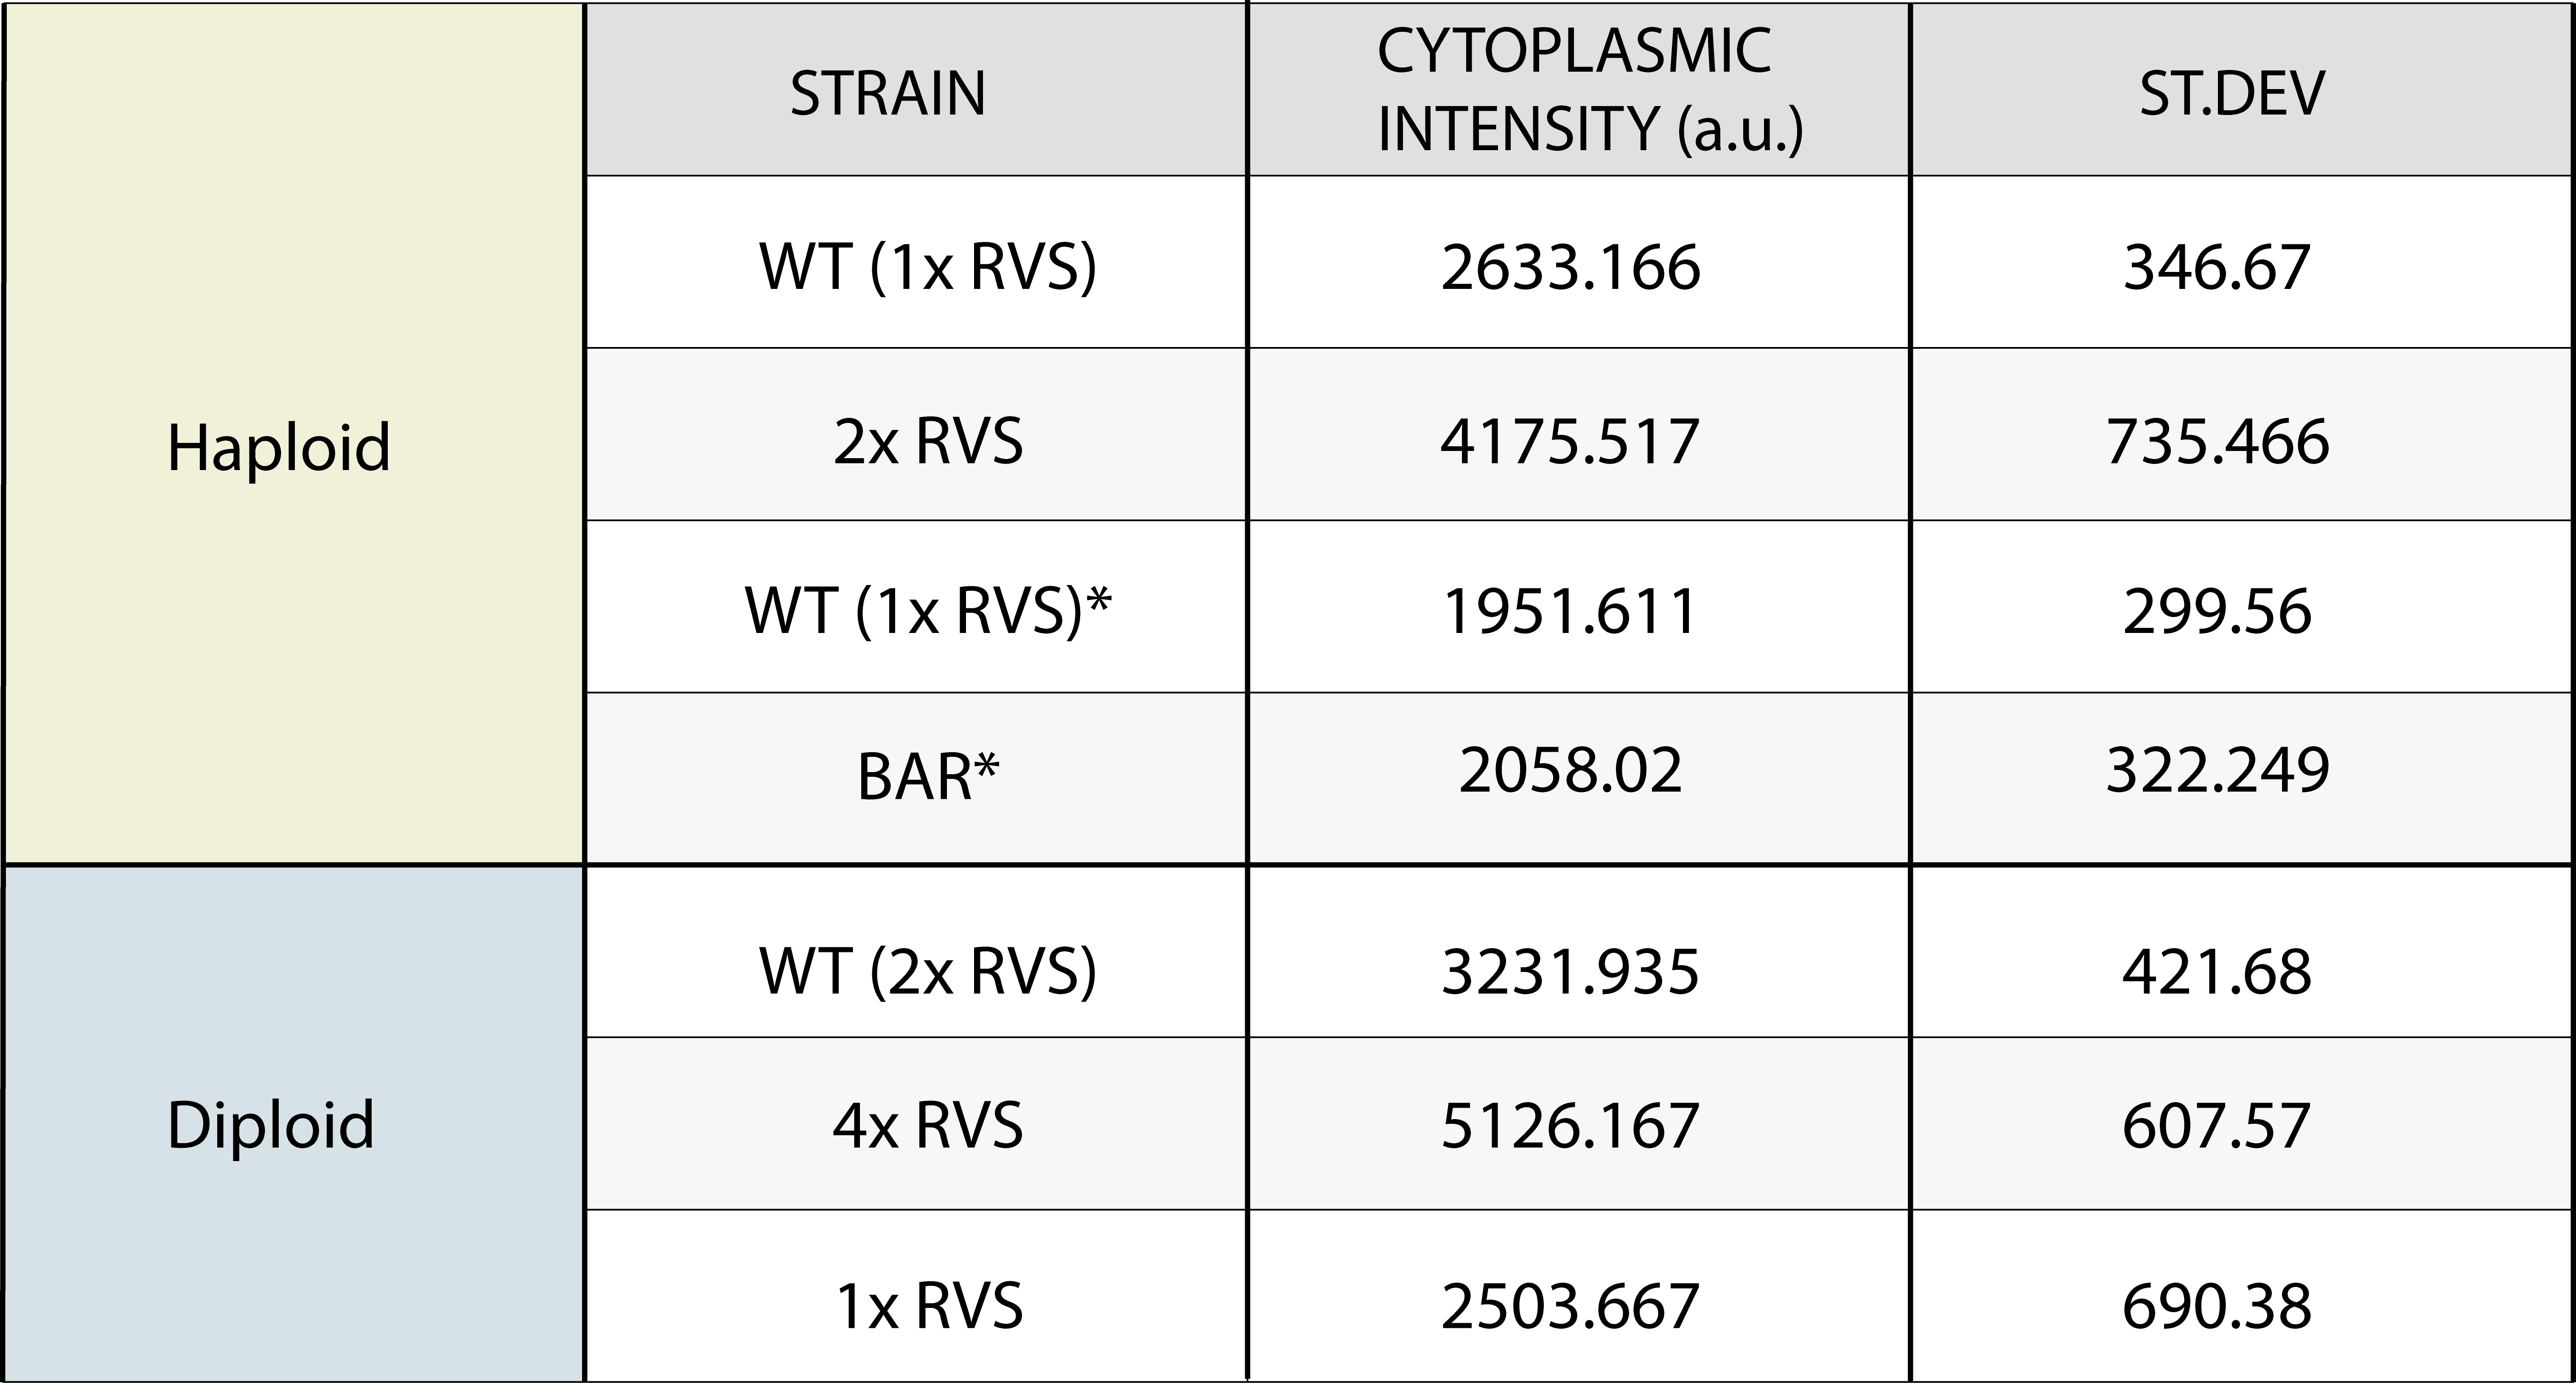 STRAIN
CYTOPLASMIC
INTENSITY (a.u.)
ST.DEV
Haploid
WT (1x RVS)
2633.166
346.67
2x RVS
4175.517
735.466
WT (1x RVS)*
1951.611
299.56
BAR*
2058.02
322.249
Diploid
WT (2x RVS)
3231.935
421.68
4x RVS
5126.167
607.57
1x RVS
2503.667
690.38